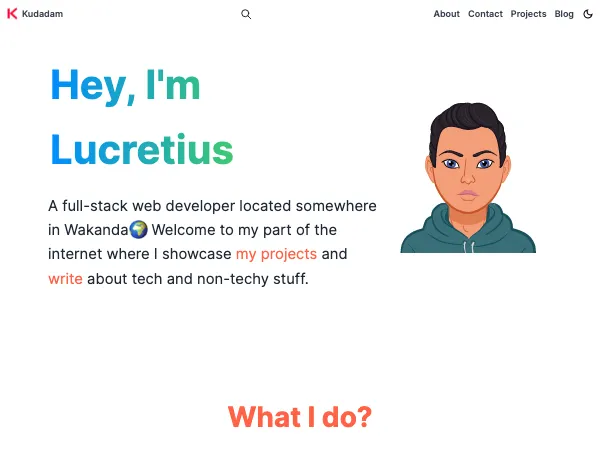 Kudadam
About Contact Projects Blog
Hey, I'm
Lucretius
A full-stack web developer located somewhere
in Wakanda🌍 Welcome to my part of the
internet where I showcase my projects and
write about tech and non-techy stuff.
What I do?